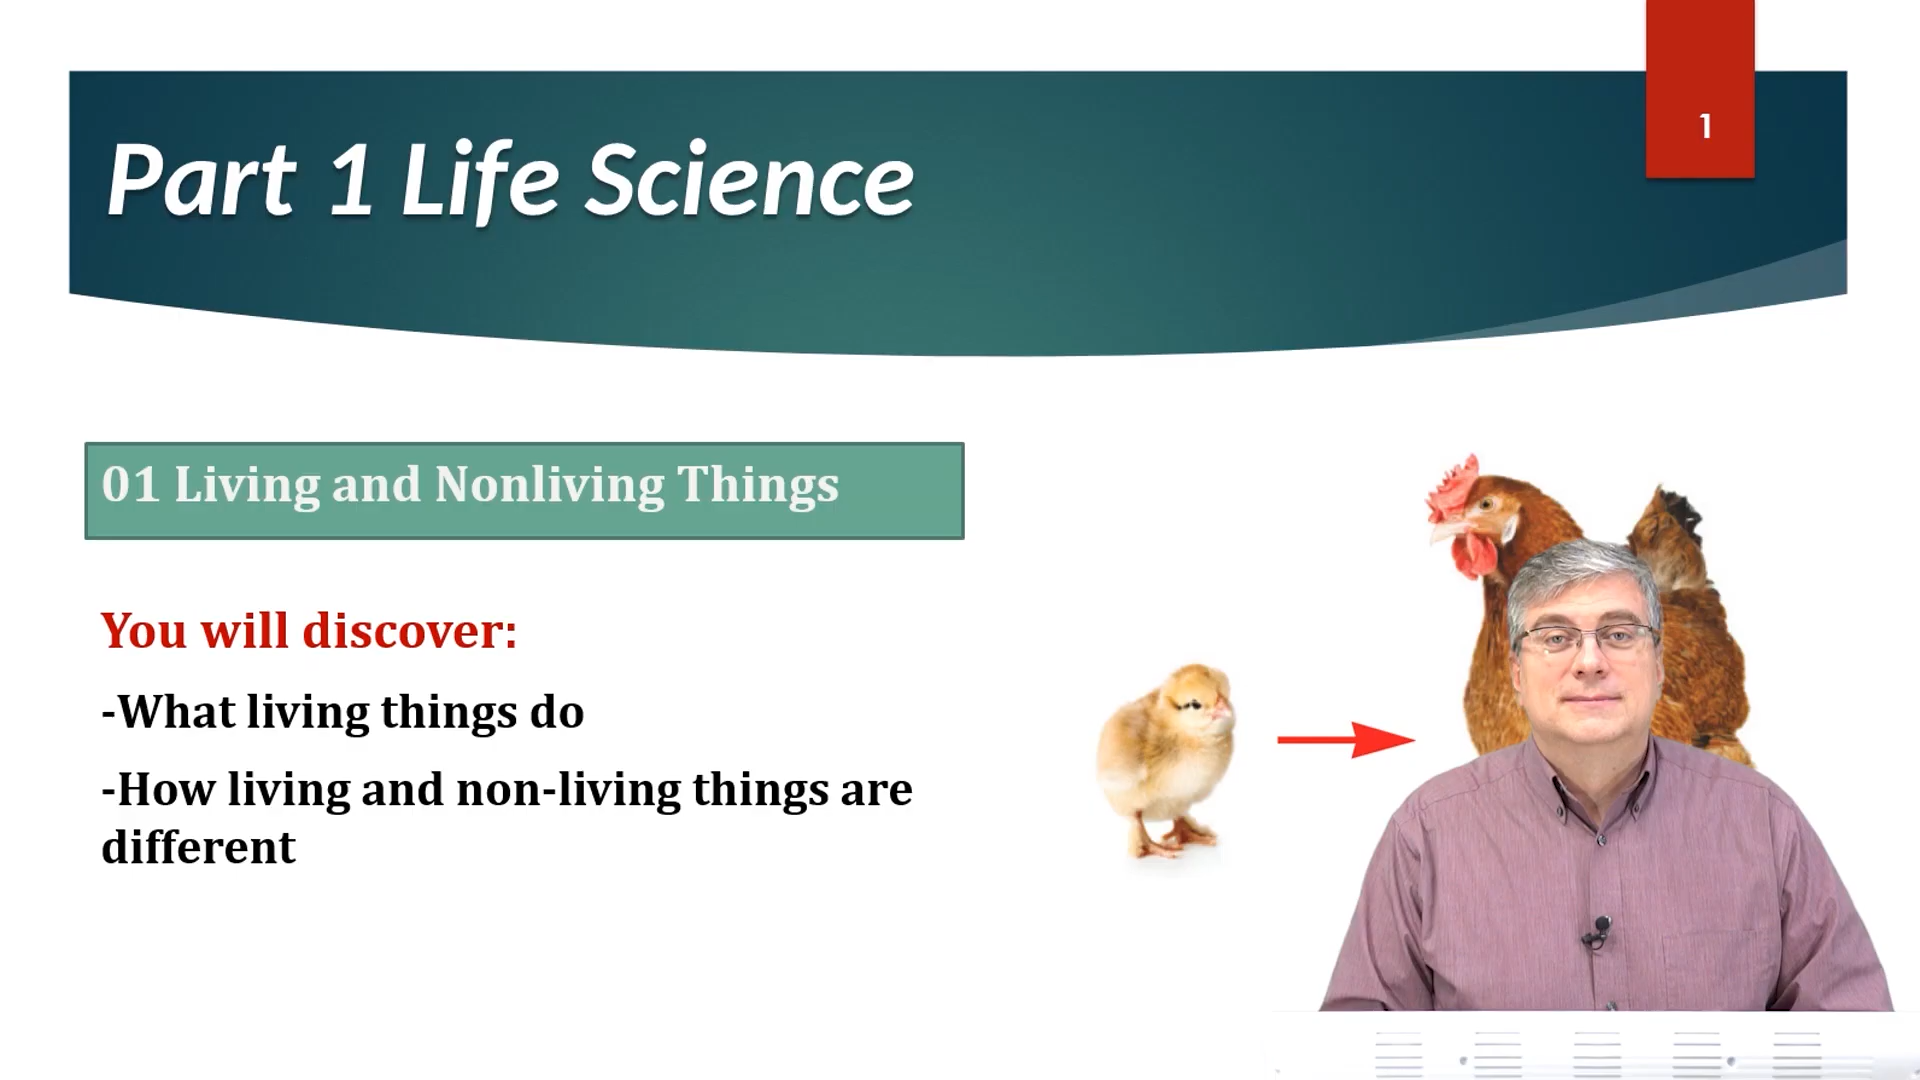 1
Part 1 Life Science
01 Living and Nonliving Things
You will discover:
-What living things do
-How living and non-living things are
different